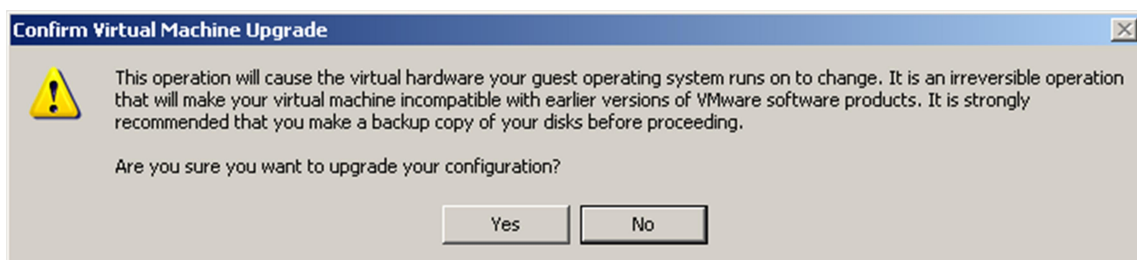 Confirm Virtual Machine Upgrade
This operation will cause the virtual hardware your guest operating system runs on to change. It is an irreversible operation
that will make your virtual machine incompatible with earlier versions of VMware software products. It is strongly
recommended that you make a backup copy of your disks before proceeding.
Are you sure you want to upgrade your configuration?
Yes
No